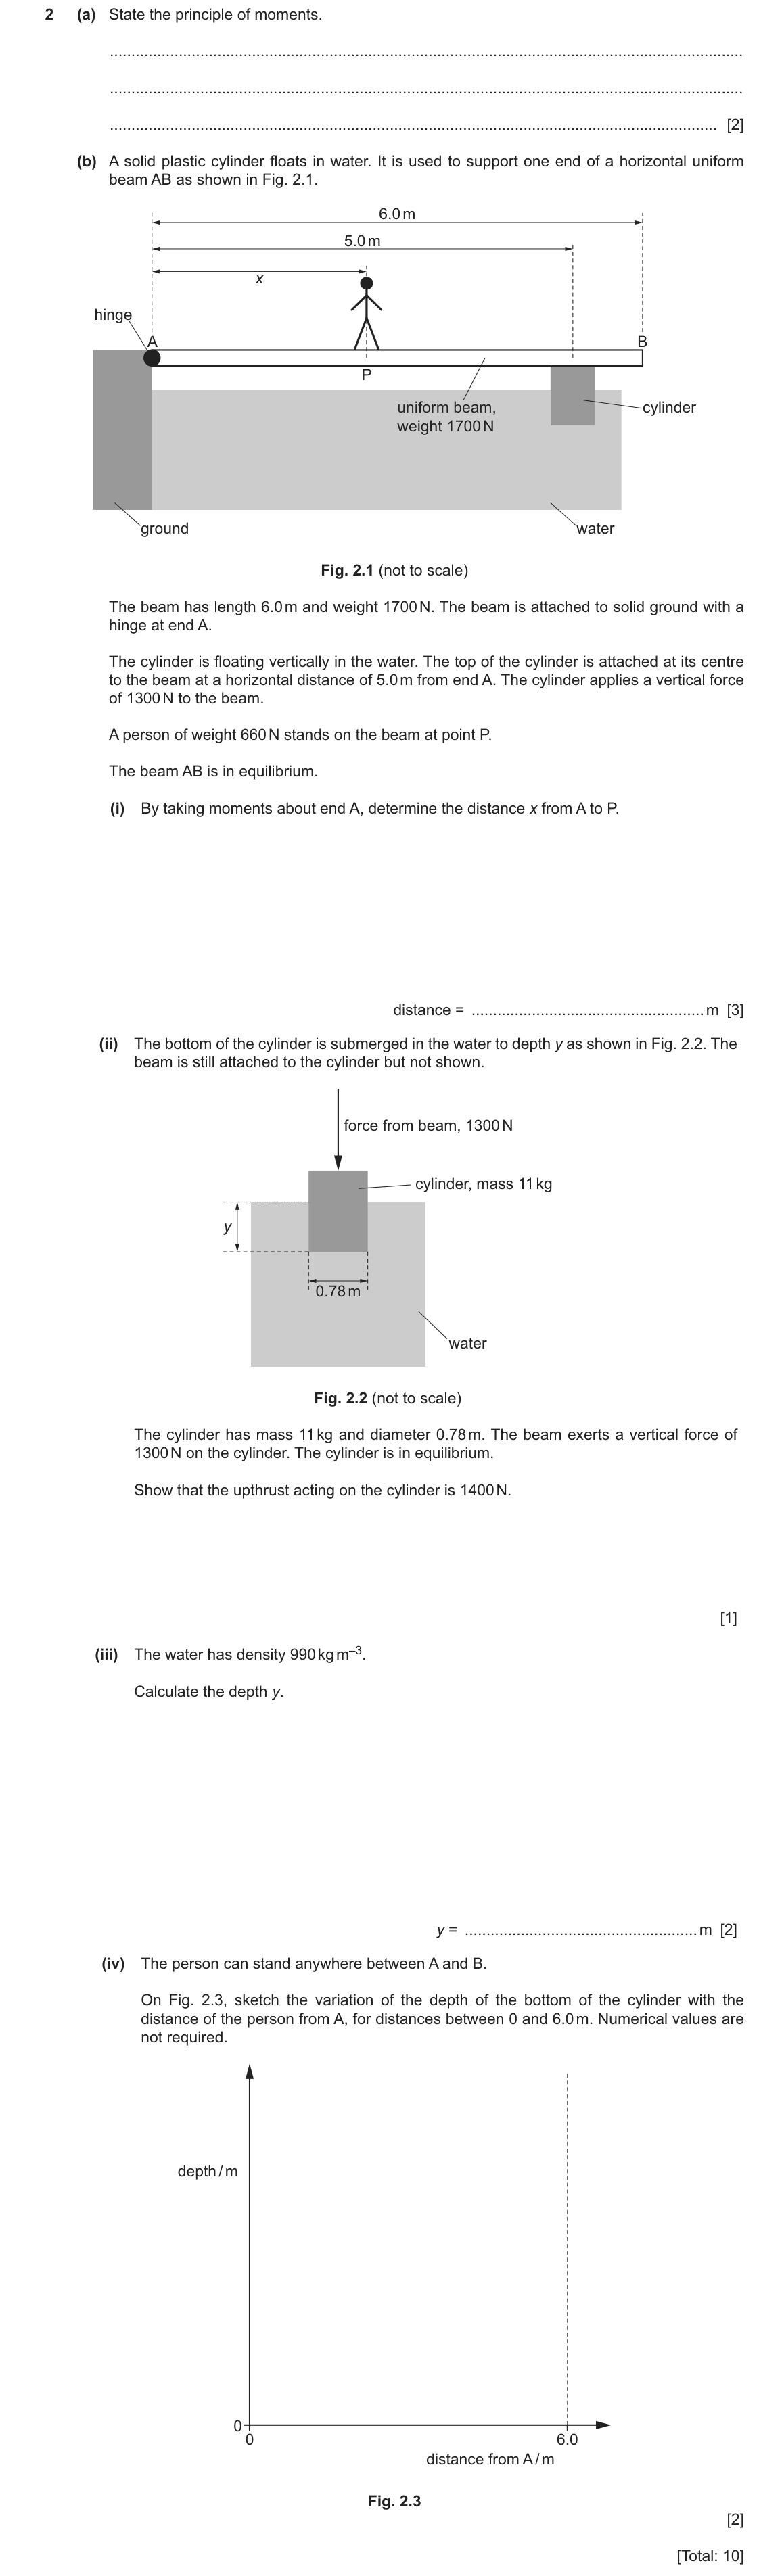 2 (a) State the principle of moments.
[2]
(b) A solid plastic cylinder floats in water. It is used to support one end of a horizontal uniform
beam AB as shown in Fig. 2.1.
6.0 m
5.0 m
x
hinge
A
B
P
uniform beam,
weight 1700 N
cylinder
ground
water
Fig. 2.1 (not to scale)
The beam has length 6.0 m and weight 1700 N. The beam is attached to solid ground with a
hinge at end A.
The cylinder is floating vertically in the water. The top of the cylinder is attached at its centre
to the beam at a horizontal distance of 5.0 m from end A. The cylinder applies a vertical force
of 1300 N to the beam.
A person of weight 660 N stands on the beam at point P.
The beam AB is in equilibrium.
(i) By taking moments about end A, determine the distance x from A to P.
distance = ...................................................... m [3]
(ii) The bottom of the cylinder is submerged in the water to depth y as shown in Fig. 2.2. The
beam is still attached to the cylinder but not shown.
force from beam, 1300 N
cylinder, mass 11 kg
y
0.78 m
water
Fig. 2.2 (not to scale)
The cylinder has mass 11 kg and diameter 0.78 m. The beam exerts a vertical force of
1300 N on the cylinder. The cylinder is in equilibrium.
Show that the upthrust acting on the cylinder is 1400 N.
[1]
(iii) The water has density 990 kg m⁻³.
Calculate the depth y.
y = ...................................................... m [2]
(iv) The person can stand anywhere between A and B.
On Fig. 2.3, sketch the variation of the depth of the bottom of the cylinder with the
distance of the person from A, for distances between 0 and 6.0 m. Numerical values are
not required.
depth / m
0
0
6.0
distance from A / m
Fig. 2.3
[2]
[Total: 10]